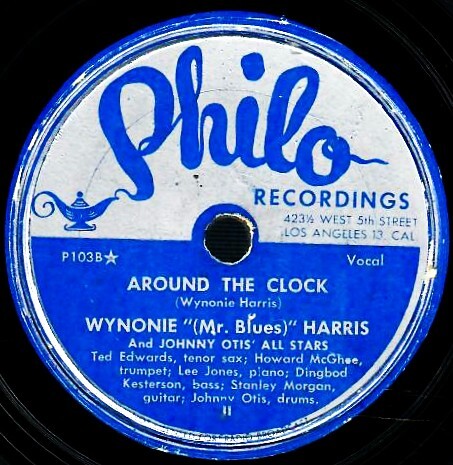 Philo
RECORDINGS
423½ WEST 5th STREET
LOS ANGELES 13, CAL
P103B☆ Vocal
AROUND THE CLOCK
(Wynonie Harris)
WYNONIE "(Mr. Blues)" HARRIS
And JOHNNY OTIS' ALL STARS
Ted Edwards, tenor sax; Howard McGhee,
trumpet; Lee Jones, piano; Dingbod
Kesterson, bass; Stanley Morgan,
guitar; Johnny Otis, drums.
II